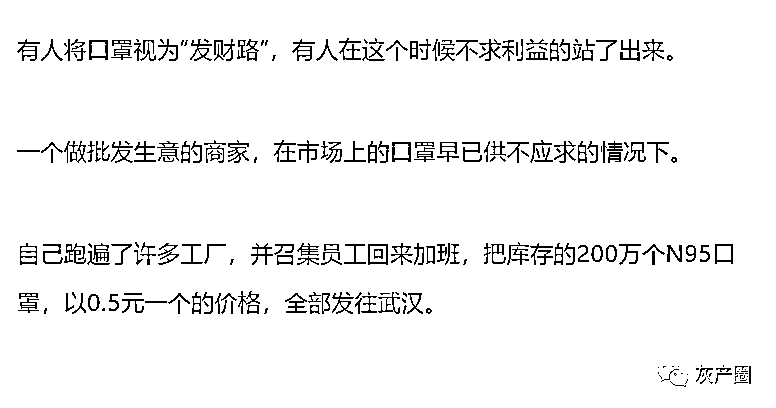 有人将口罩视为“发财路”，有人在这个时候不求利益的站了出来。
一个做批发生意的商家，在市场上的口罩早已供不应求的情况下。
自己跑遍了许多工厂，并召集员工回来加班，把库存的200万个N95口
罩，以0.5元一个的价格，全部发往武汉。
灰产圈